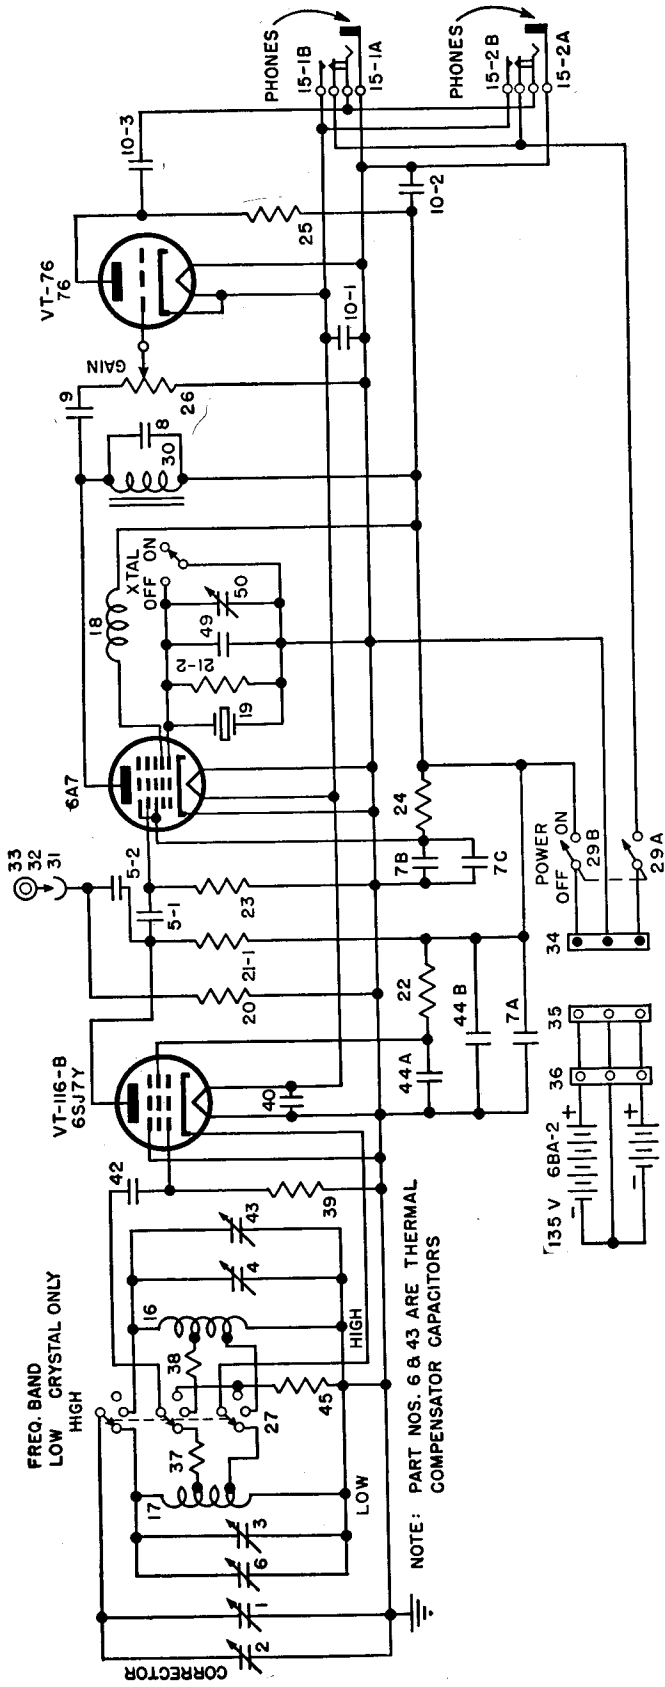 PHONES
15-1B
15-1A
PHONES
15-2B
15-2A
10-3
VT-76
76
25
10-2
10-1
GAIN
9
26
8
30
18
XTAL
OFF ON
50
49
21-2
19
6A7
33
32
31
5-2
5-1
23
24
7B
7C
21-1
20
VT-116-B
6SJ7Y
22
44A
44B
7A
40
POWER
OFF ON
29B
29A
34
35
36
135 V 6BA-2
+
-
+
-
42
39
43
4
16
HIGH
38
45
27
37
FREQ. BAND
LOW CRYSTAL ONLY
HIGH
17
LOW
3
6
1
2
CORRECTOR
NOTE: PART NOS. 6 & 43 ARE THERMAL
COMPENSATOR CAPACITORS